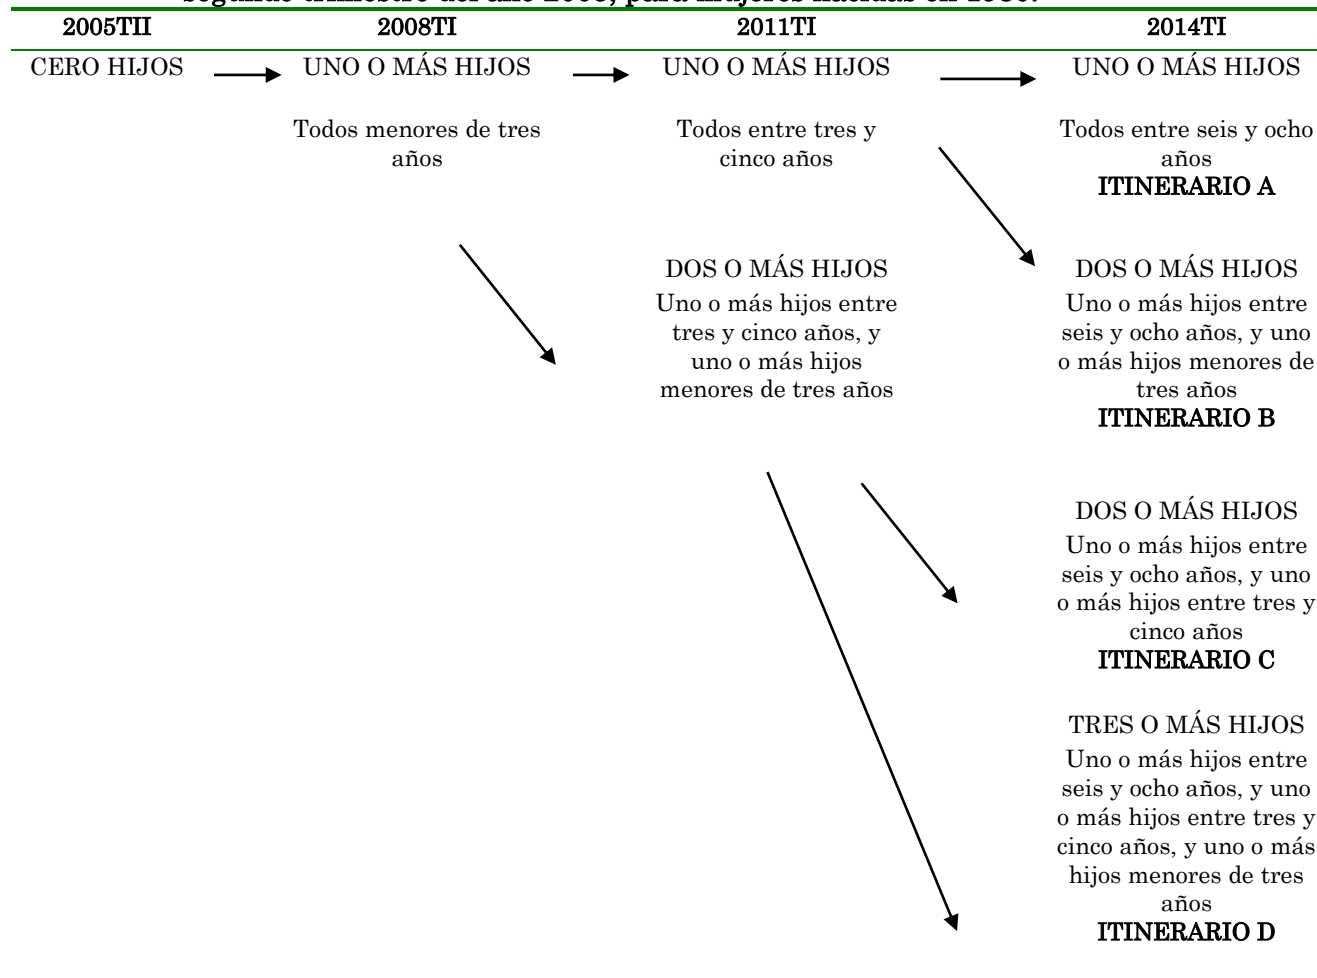 2005TII 2008TI 2011TI 2014TI
CERO HIJOS UNO O MÁS HIJOS UNO O MÁS HIJOS UNO O MÁS HIJOS
Todos menores de tres
años
Todos entre tres y
cinco años
Todos entre seis y ocho
años
ITINERARIO A
DOS O MÁS HIJOS
Uno o más hijos entre
tres y cinco años, y
uno o más hijos
menores de tres años
DOS O MÁS HIJOS
Uno o más hijos entre
seis y ocho años, y uno
o más hijos menores de
tres años
ITINERARIO B
DOS O MÁS HIJOS
Uno o más hijos entre
seis y ocho años, y uno
o más hijos entre tres y
cinco años
ITINERARIO C
TRES O MÁS HIJOS
Uno o más hijos entre
seis y ocho años, y uno
o más hijos entre tres y
cinco años, y uno o más
hijos menores de tres
años
ITINERARIO D